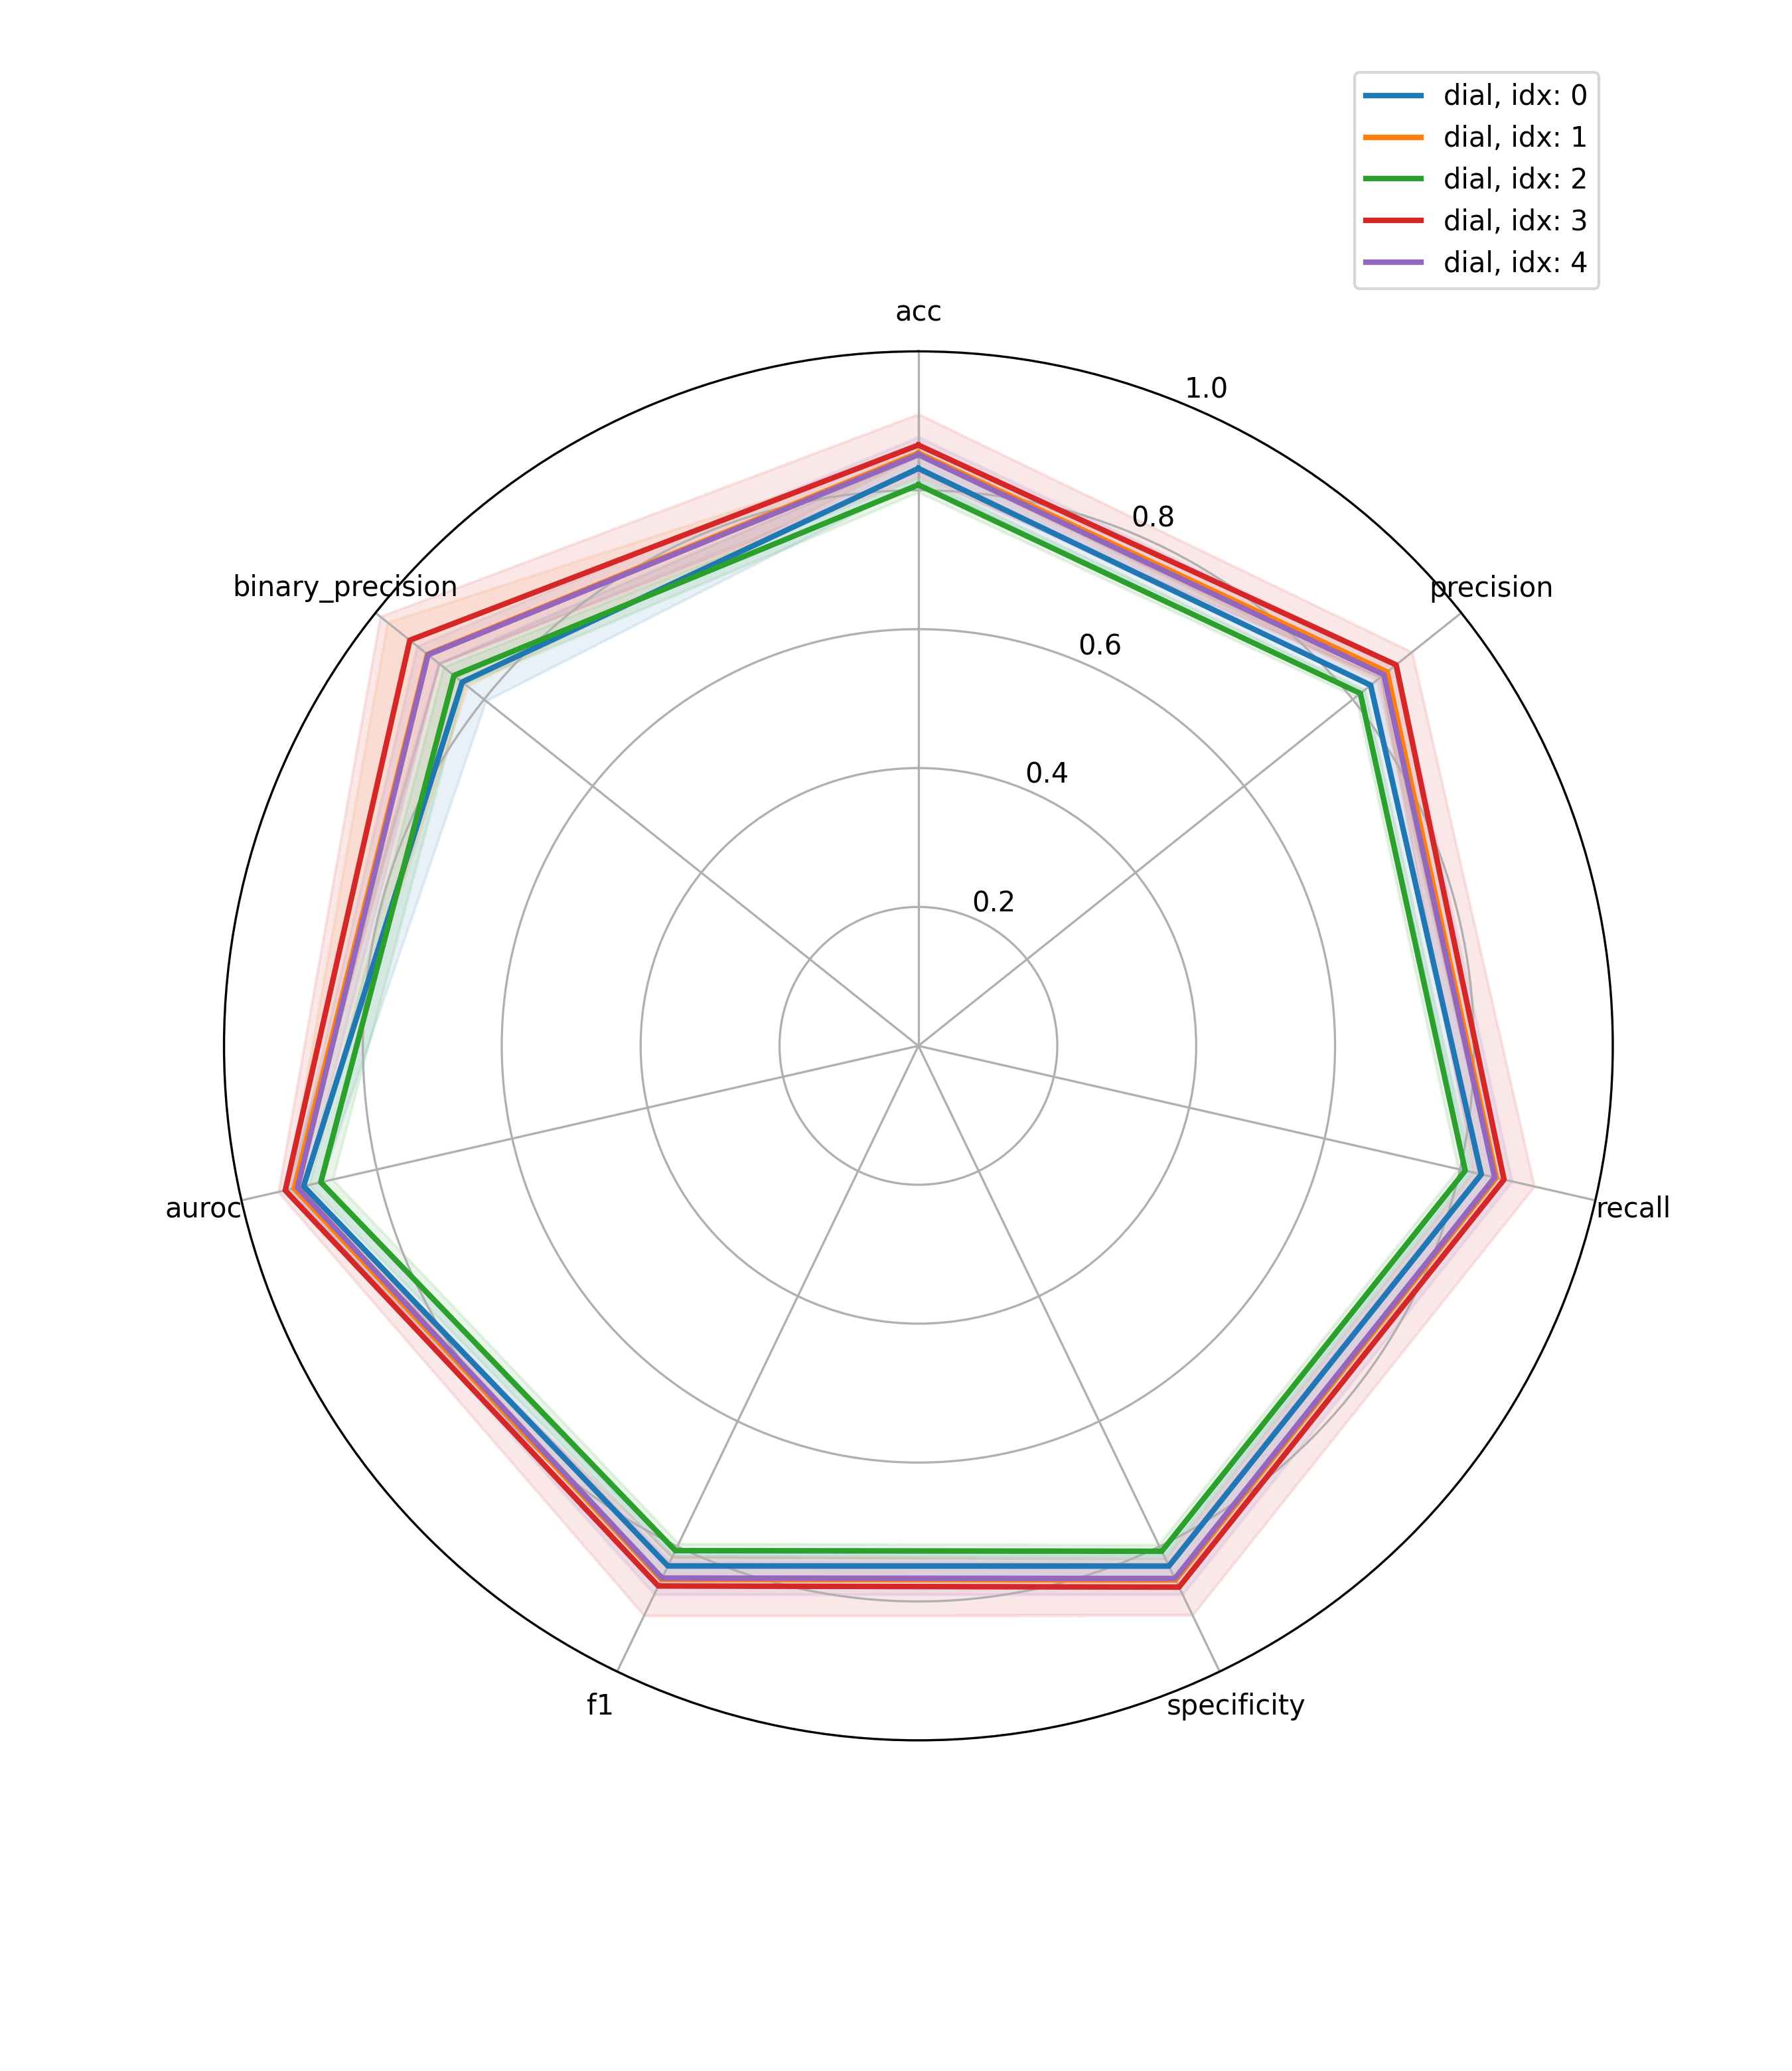 dial, idx: 0
dial, idx: 1
dial, idx: 2
dial, idx: 3
dial, idx: 4
acc
1.0
0.8
binary_precision
precision
0.6
0.4
0.2
auroc
recall
f1
specificity